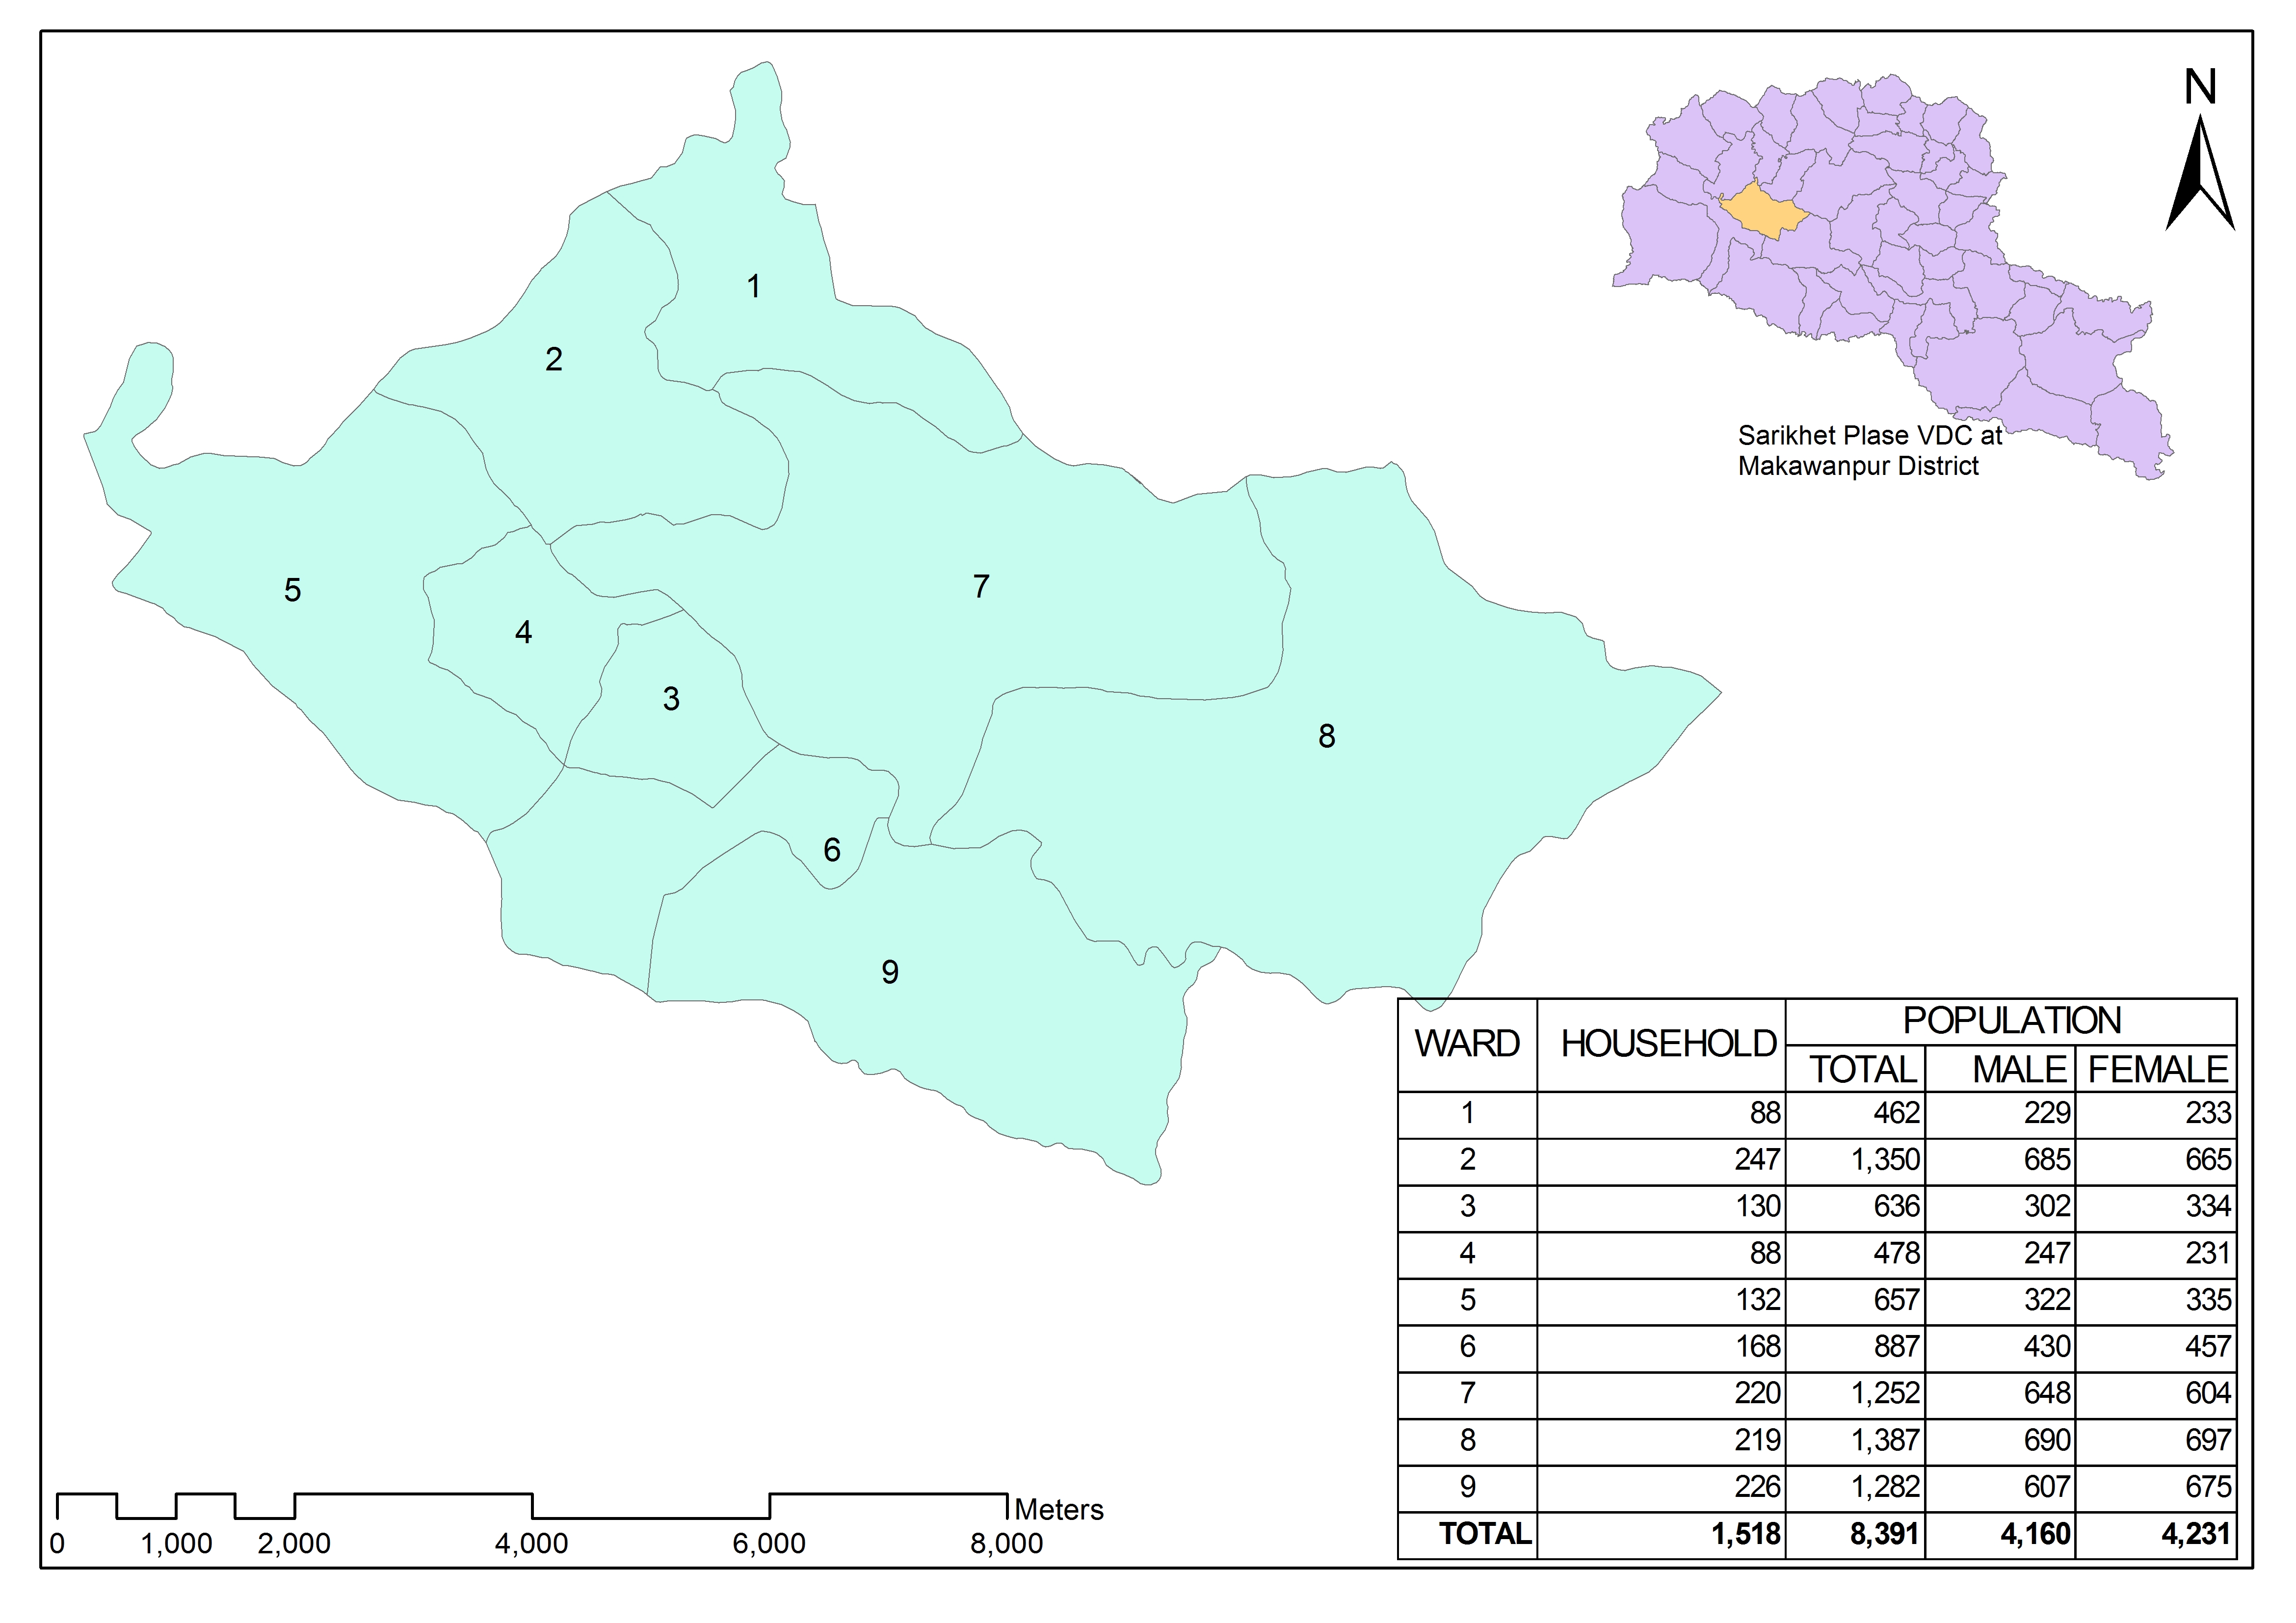 N
1
2
5
7
4
3
8
6
9
Sarikhet Plase VDC at
Makawanpur District
WARD HOUSEHOLD POPULATION
TOTAL MALE FEMALE
1 88 462 229 233
2 247 1,350 685 665
3 130 636 302 334
4 88 478 247 231
5 132 657 322 335
6 168 887 430 457
7 220 1,252 648 604
8 219 1,387 690 697
9 226 1,282 607 675
TOTAL 1,518 8,391 4,160 4,231
Meters
0 1,000 2,000 4,000 6,000 8,000